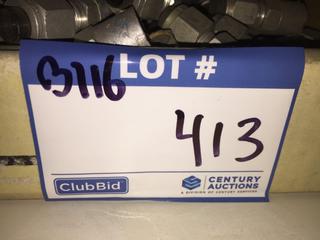 B116 LOT #
413
ClubBid
CENTURY
AUCTIONS
A DIVISION OF CENTURY SERVICES